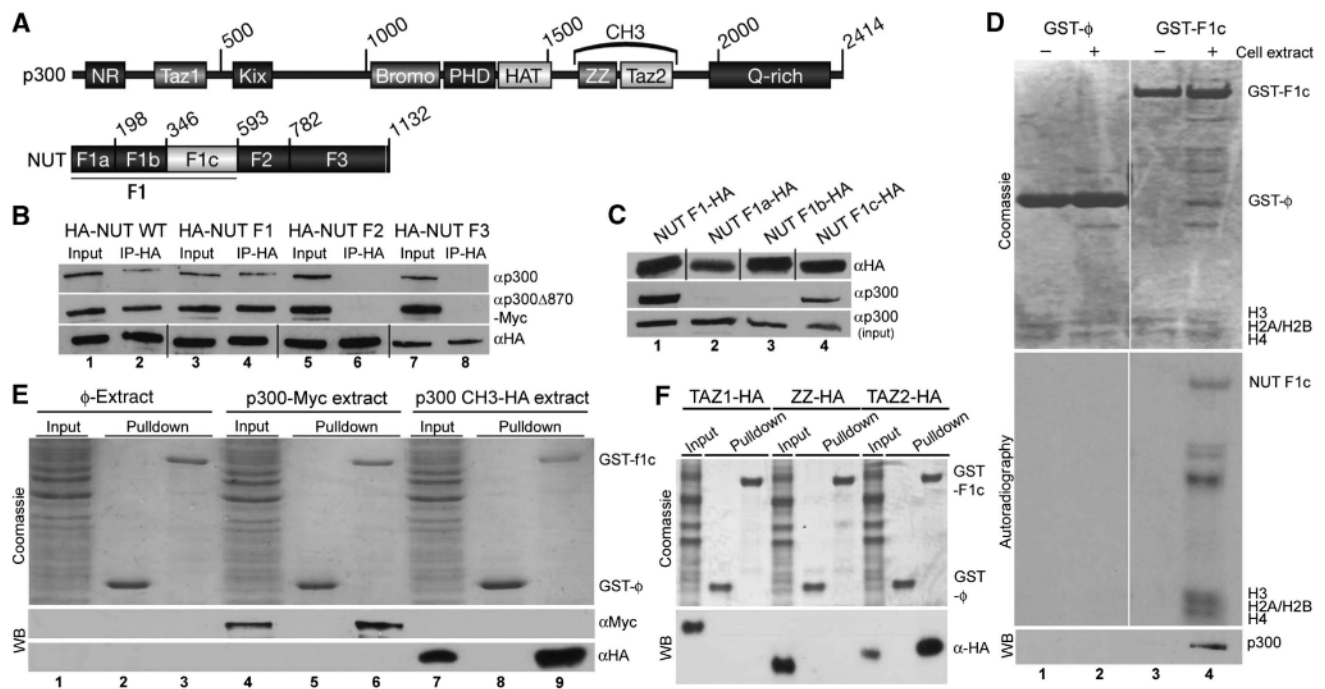 A
500
1000
1500
CH3
2000
2414
p300
NR
Taz1
Kix
Bromo
PHD
HAT
ZZ
Taz2
Q-rich
198
346
593
782
1132
NUT
F1a
F1b
F1c
F2
F3
F1
B
HA-NUT WT
HA-NUT F1
HA-NUT F2
HA-NUT F3
Input
IP-HA
Input
IP-HA
Input
IP-HA
Input
IP-HA
αp300
αp300Δ870
-Myc
αHA
1 2 3 4 5 6 7 8
C
NUT F1-HA
NUT F1a-HA
NUT F1b-HA
NUT F1c-HA
αHA
αp300
αp300
(input)
1 2 3 4
D
GST-ϕ
GST-F1c
− + − +
Cell extract
Coomassie
GST-F1c
GST-ϕ
H3
H2A/H2B
H4
Autoradiography
NUT F1c
H3
H2A/H2B
H4
WB
p300
1 2 3 4
E
ϕ-Extract
p300-Myc extract
p300 CH3-HA extract
Input
Pulldown
Input
Pulldown
Input
Pulldown
Coomassie
GST-f1c
GST-ϕ
WB
αMyc
αHA
1 2 3 4 5 6 7 8 9
F
TAZ1-HA
ZZ-HA
TAZ2-HA
Input
Pulldown
Input
Pulldown
Input
Pulldown
Coomassie
GST
-F1c
GST
-ϕ
WB
α-HA